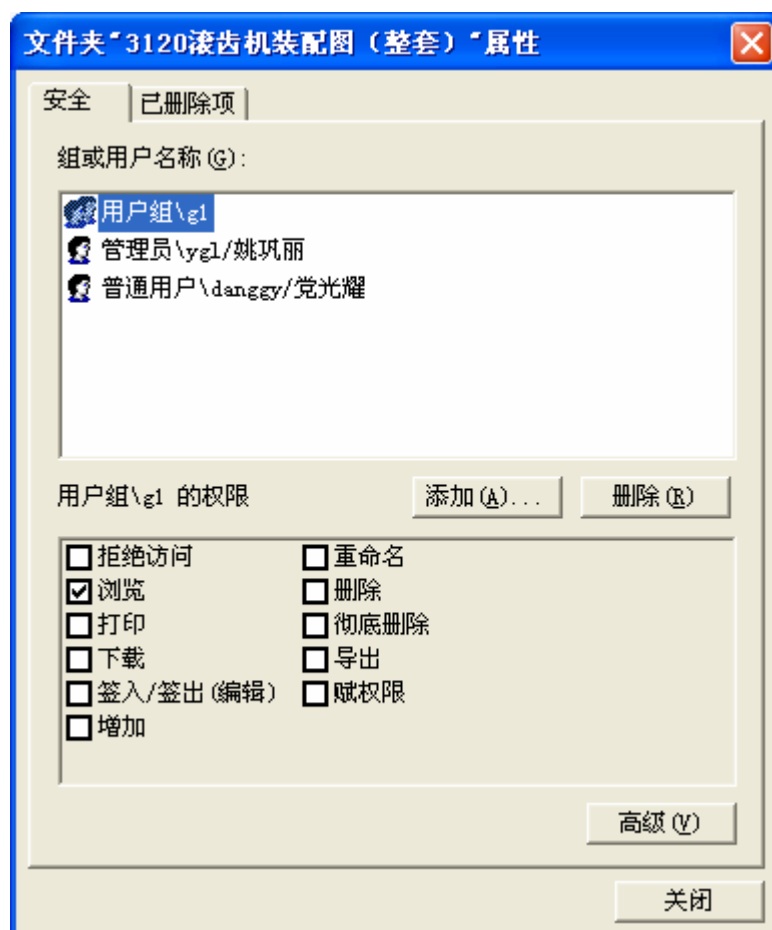 文件夹“3120滚齿机装配图（整套）“属性
安全 已删除项
组或用户名称(G):
用户组\g1
管理员\ygl/姚巩丽
普通用户\danggy/党光耀
用户组\g1 的权限 添加(A)... 删除(R)
拒绝访问 重命名
浏览 删除
打印 彻底删除
下载 导出
签入/签出(编辑) 赋权限
增加
高级(V)
关闭